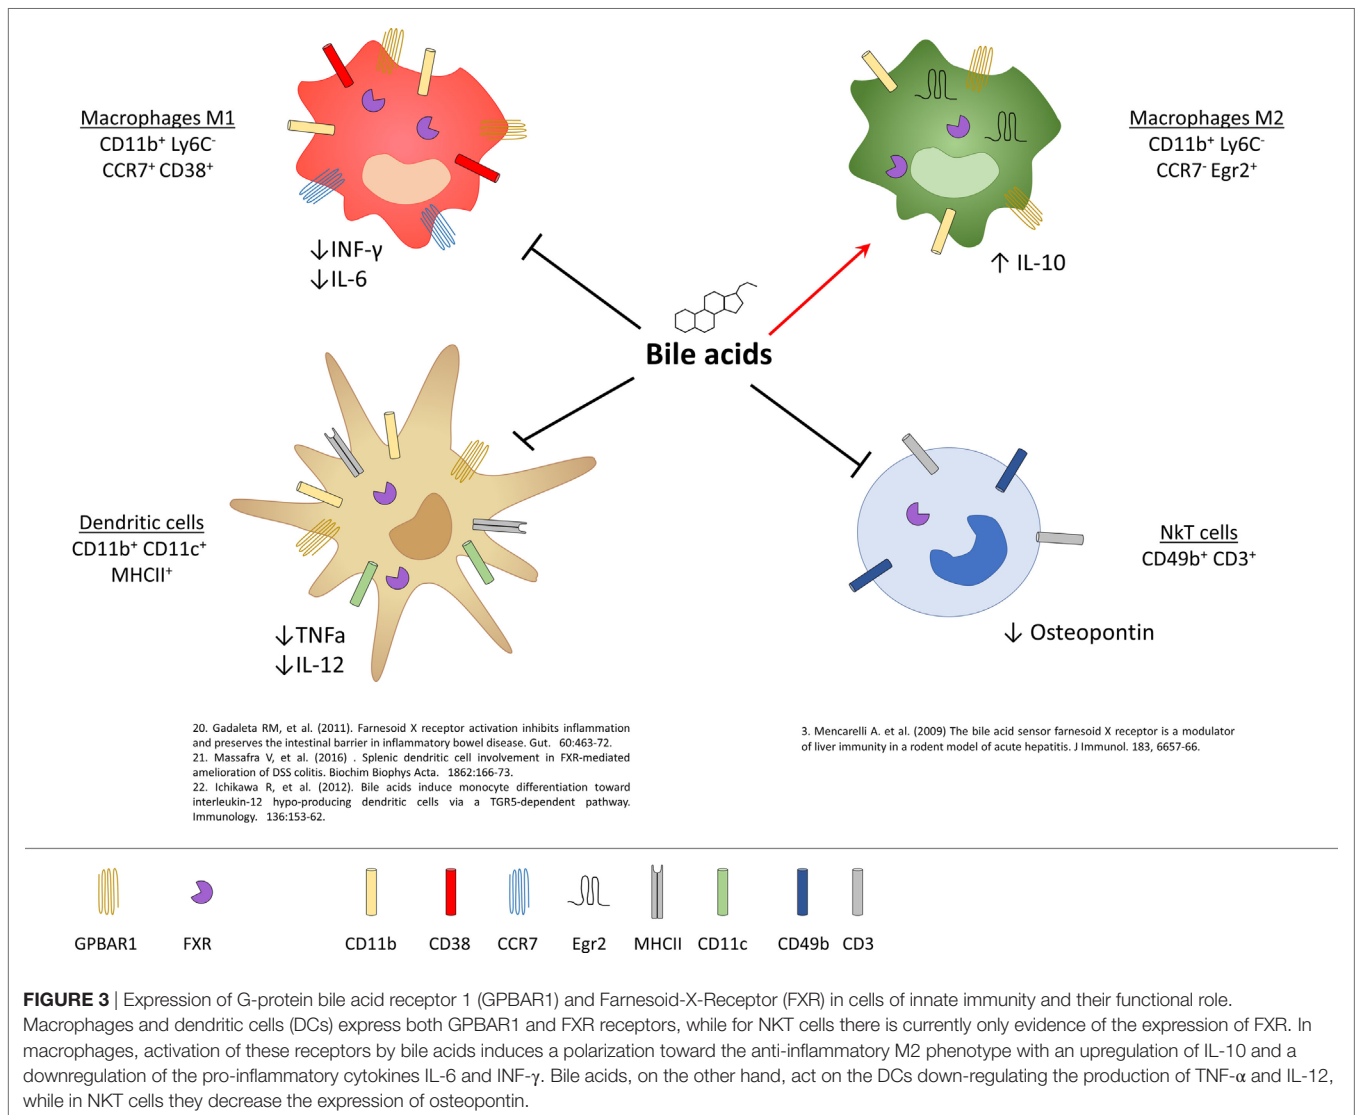 Macrophages M1
CD11b⁺ Ly6C⁻
CCR7⁺ CD38⁺
↓INF-γ
↓IL-6
Macrophages M2
CD11b⁺ Ly6C⁻
CCR7⁻ Egr2⁺
↑ IL-10
Bile acids
Dendritic cells
CD11b⁺ CD11c⁺
MHCII⁺
↓TNFa
↓IL-12
NkT cells
CD49b⁺ CD3⁺
↓ Osteopontin
20. Gadaleta RM, et al. (2011). Farnesoid X receptor activation inhibits inflammation
and preserves the intestinal barrier in inflammatory bowel disease. Gut. 60:463-72.
21. Massafra V, et al. (2016) . Splenic dendritic cell involvement in FXR-mediated
amelioration of DSS colitis. Biochim Biophys Acta. 1862:166-73.
22. Ichikawa R, et al. (2012). Bile acids induce monocyte differentiation toward
interleukin-12 hypo-producing dendritic cells via a TGR5-dependent pathway.
Immunology. 136:153-62.
3. Mencarelli A. et al. (2009) The bile acid sensor farnesoid X receptor is a modulator
of liver immunity in a rodent model of acute hepatitis. J Immunol. 183, 6657-66.
GPBAR1 FXR CD11b CD38 CCR7 Egr2 MHCII CD11c CD49b CD3
FIGURE 3 | Expression of G-protein bile acid receptor 1 (GPBAR1) and Farnesoid-X-Receptor (FXR) in cells of innate immunity and their functional role.
Macrophages and dendritic cells (DCs) express both GPBAR1 and FXR receptors, while for NKT cells there is currently only evidence of the expression of FXR. In
macrophages, activation of these receptors by bile acids induces a polarization toward the anti-inflammatory M2 phenotype with an upregulation of IL-10 and a
downregulation of the pro-inflammatory cytokines IL-6 and INF-γ. Bile acids, on the other hand, act on the DCs down-regulating the production of TNF-α and IL-12,
while in NKT cells they decrease the expression of osteopontin.